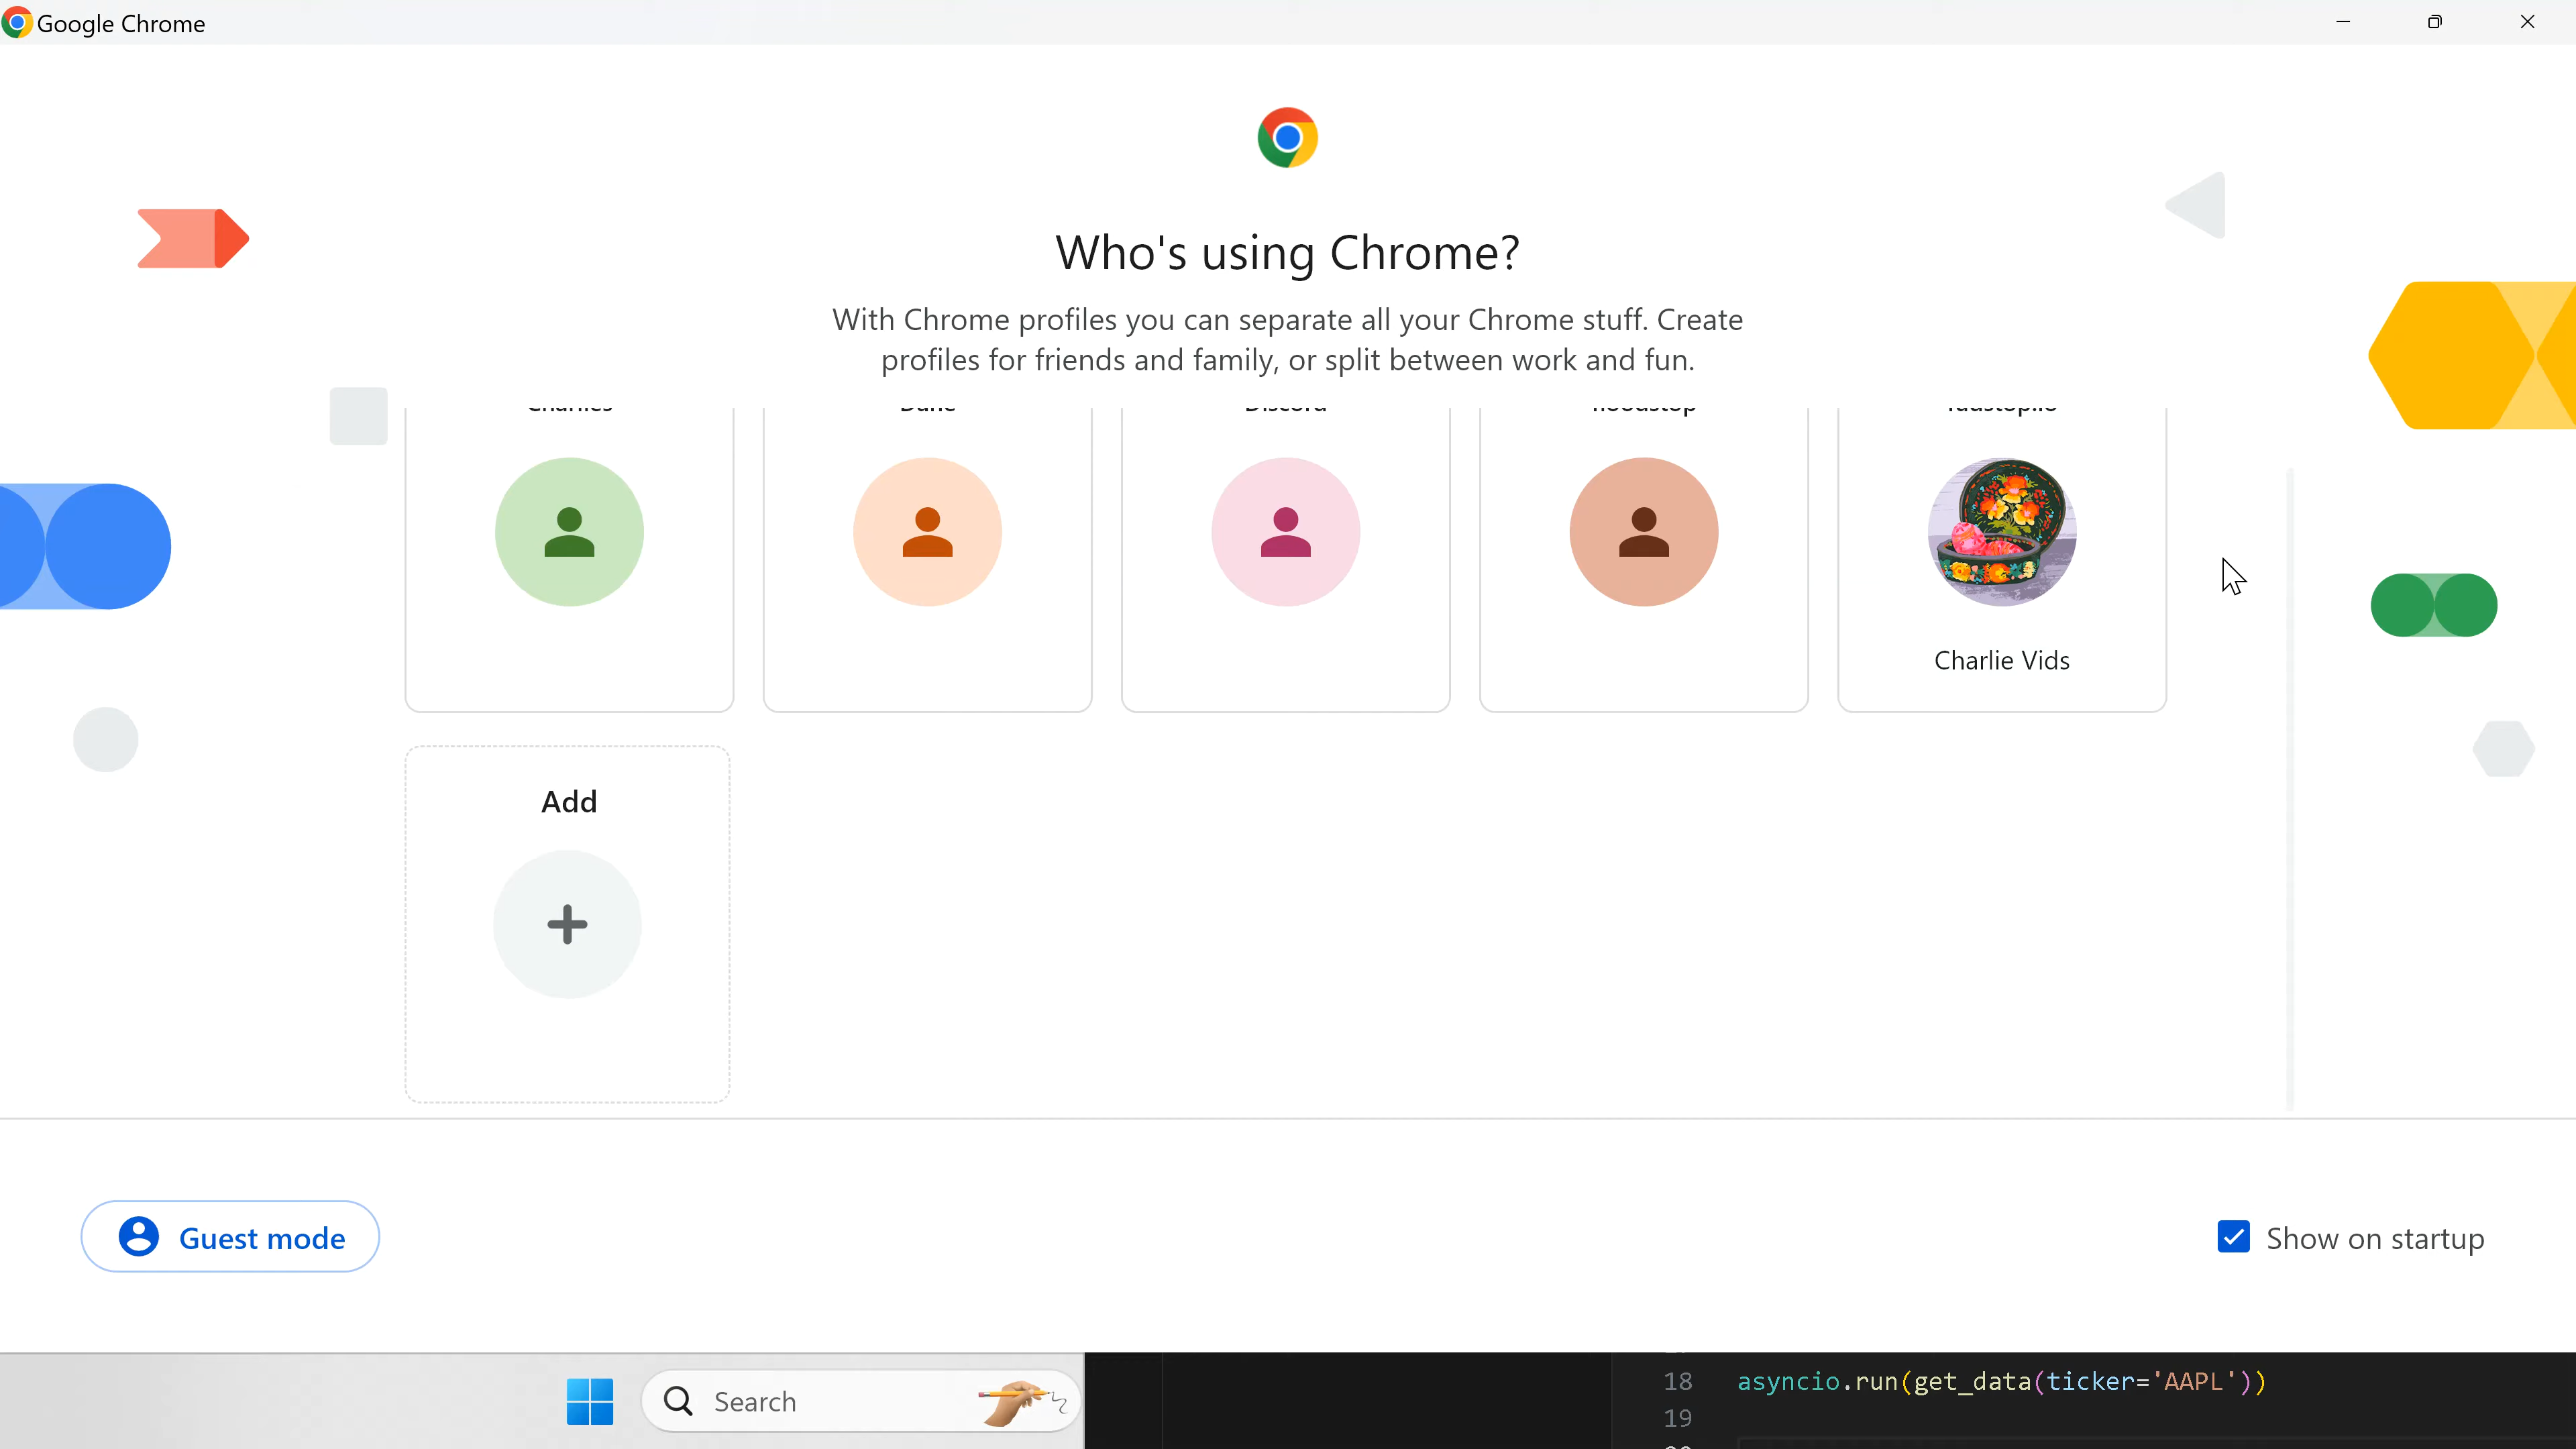 Google Chrome
Who's using Chrome?
With Chrome profiles you can separate all your Chrome stuff. Create
profiles for friends and family, or split between work and fun.
Charlie Vids
Add
Guest mode
Show on startup
Search
18 asyncio.run(get_data(ticker='AAPL'))
19